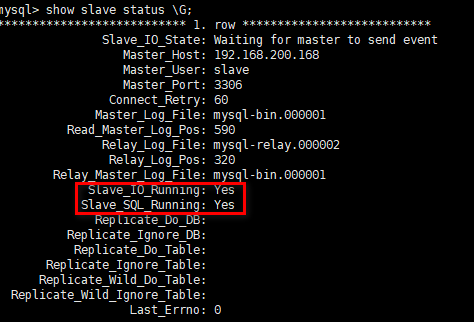 mysql> show slave status \G;
*************************** 1. row ***************************
Slave_IO_State: Waiting for master to send event
Master_Host: 192.168.200.168
Master_User: slave
Master_Port: 3306
Connect_Retry: 60
Master_Log_File: mysql-bin.000001
Read_Master_Log_Pos: 590
Relay_Log_File: mysql-relay.000002
Relay_Log_Pos: 320
Relay_Master_Log_File: mysql-bin.000001
Slave_IO_Running: Yes
Slave_SQL_Running: Yes
Replicate_Do_DB:
Replicate_Ignore_DB:
Replicate_Do_Table:
Replicate_Ignore_Table:
Replicate_Wild_Do_Table:
Replicate_Wild_Ignore_Table:
Last_Errno: 0